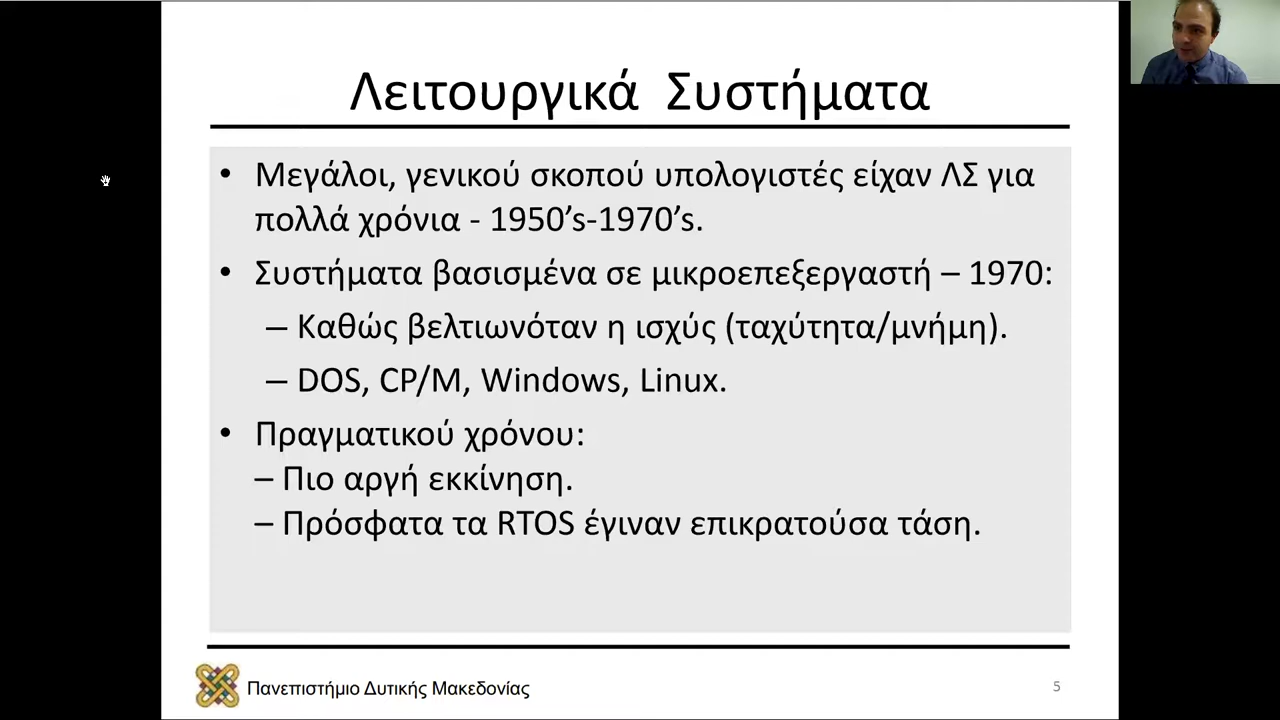 Λειτουργικά Συστήματα
• Μεγάλοι, γενικού σκοπού υπολογιστές είχαν ΛΣ για
πολλά χρόνια - 1950’s-1970’s.
• Συστήματα βασισμένα σε μικροεπεξεργαστή – 1970:
– Καθώς βελτιωνόταν η ισχύς (ταχύτητα/μνήμη).
– DOS, CP/M, Windows, Linux.
• Πραγματικού χρόνου:
– Πιο αργή εκκίνηση.
– Πρόσφατα τα RTOS έγιναν επικρατούσα τάση.
Πανεπιστήμιο Δυτικής Μακεδονίας
5